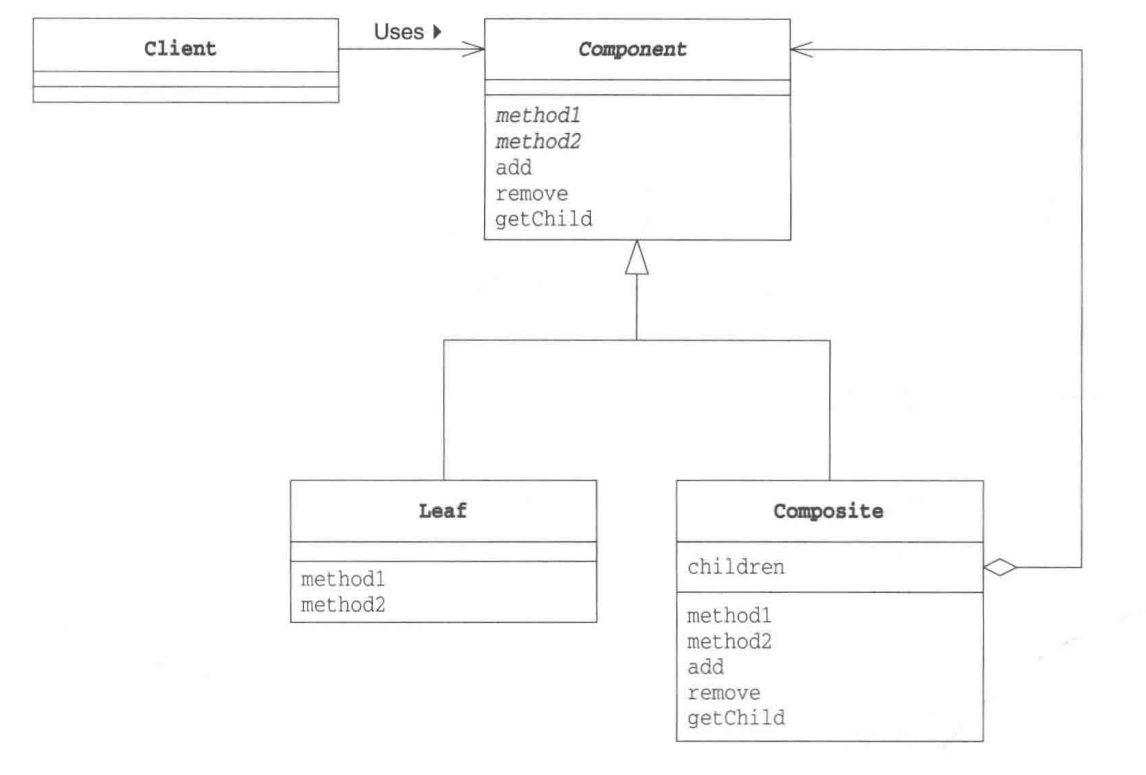 Client
Uses ▶
Component
method1
method2
add
remove
getChild
Leaf
method1
method2
Composite
children
method1
method2
add
remove
getChild